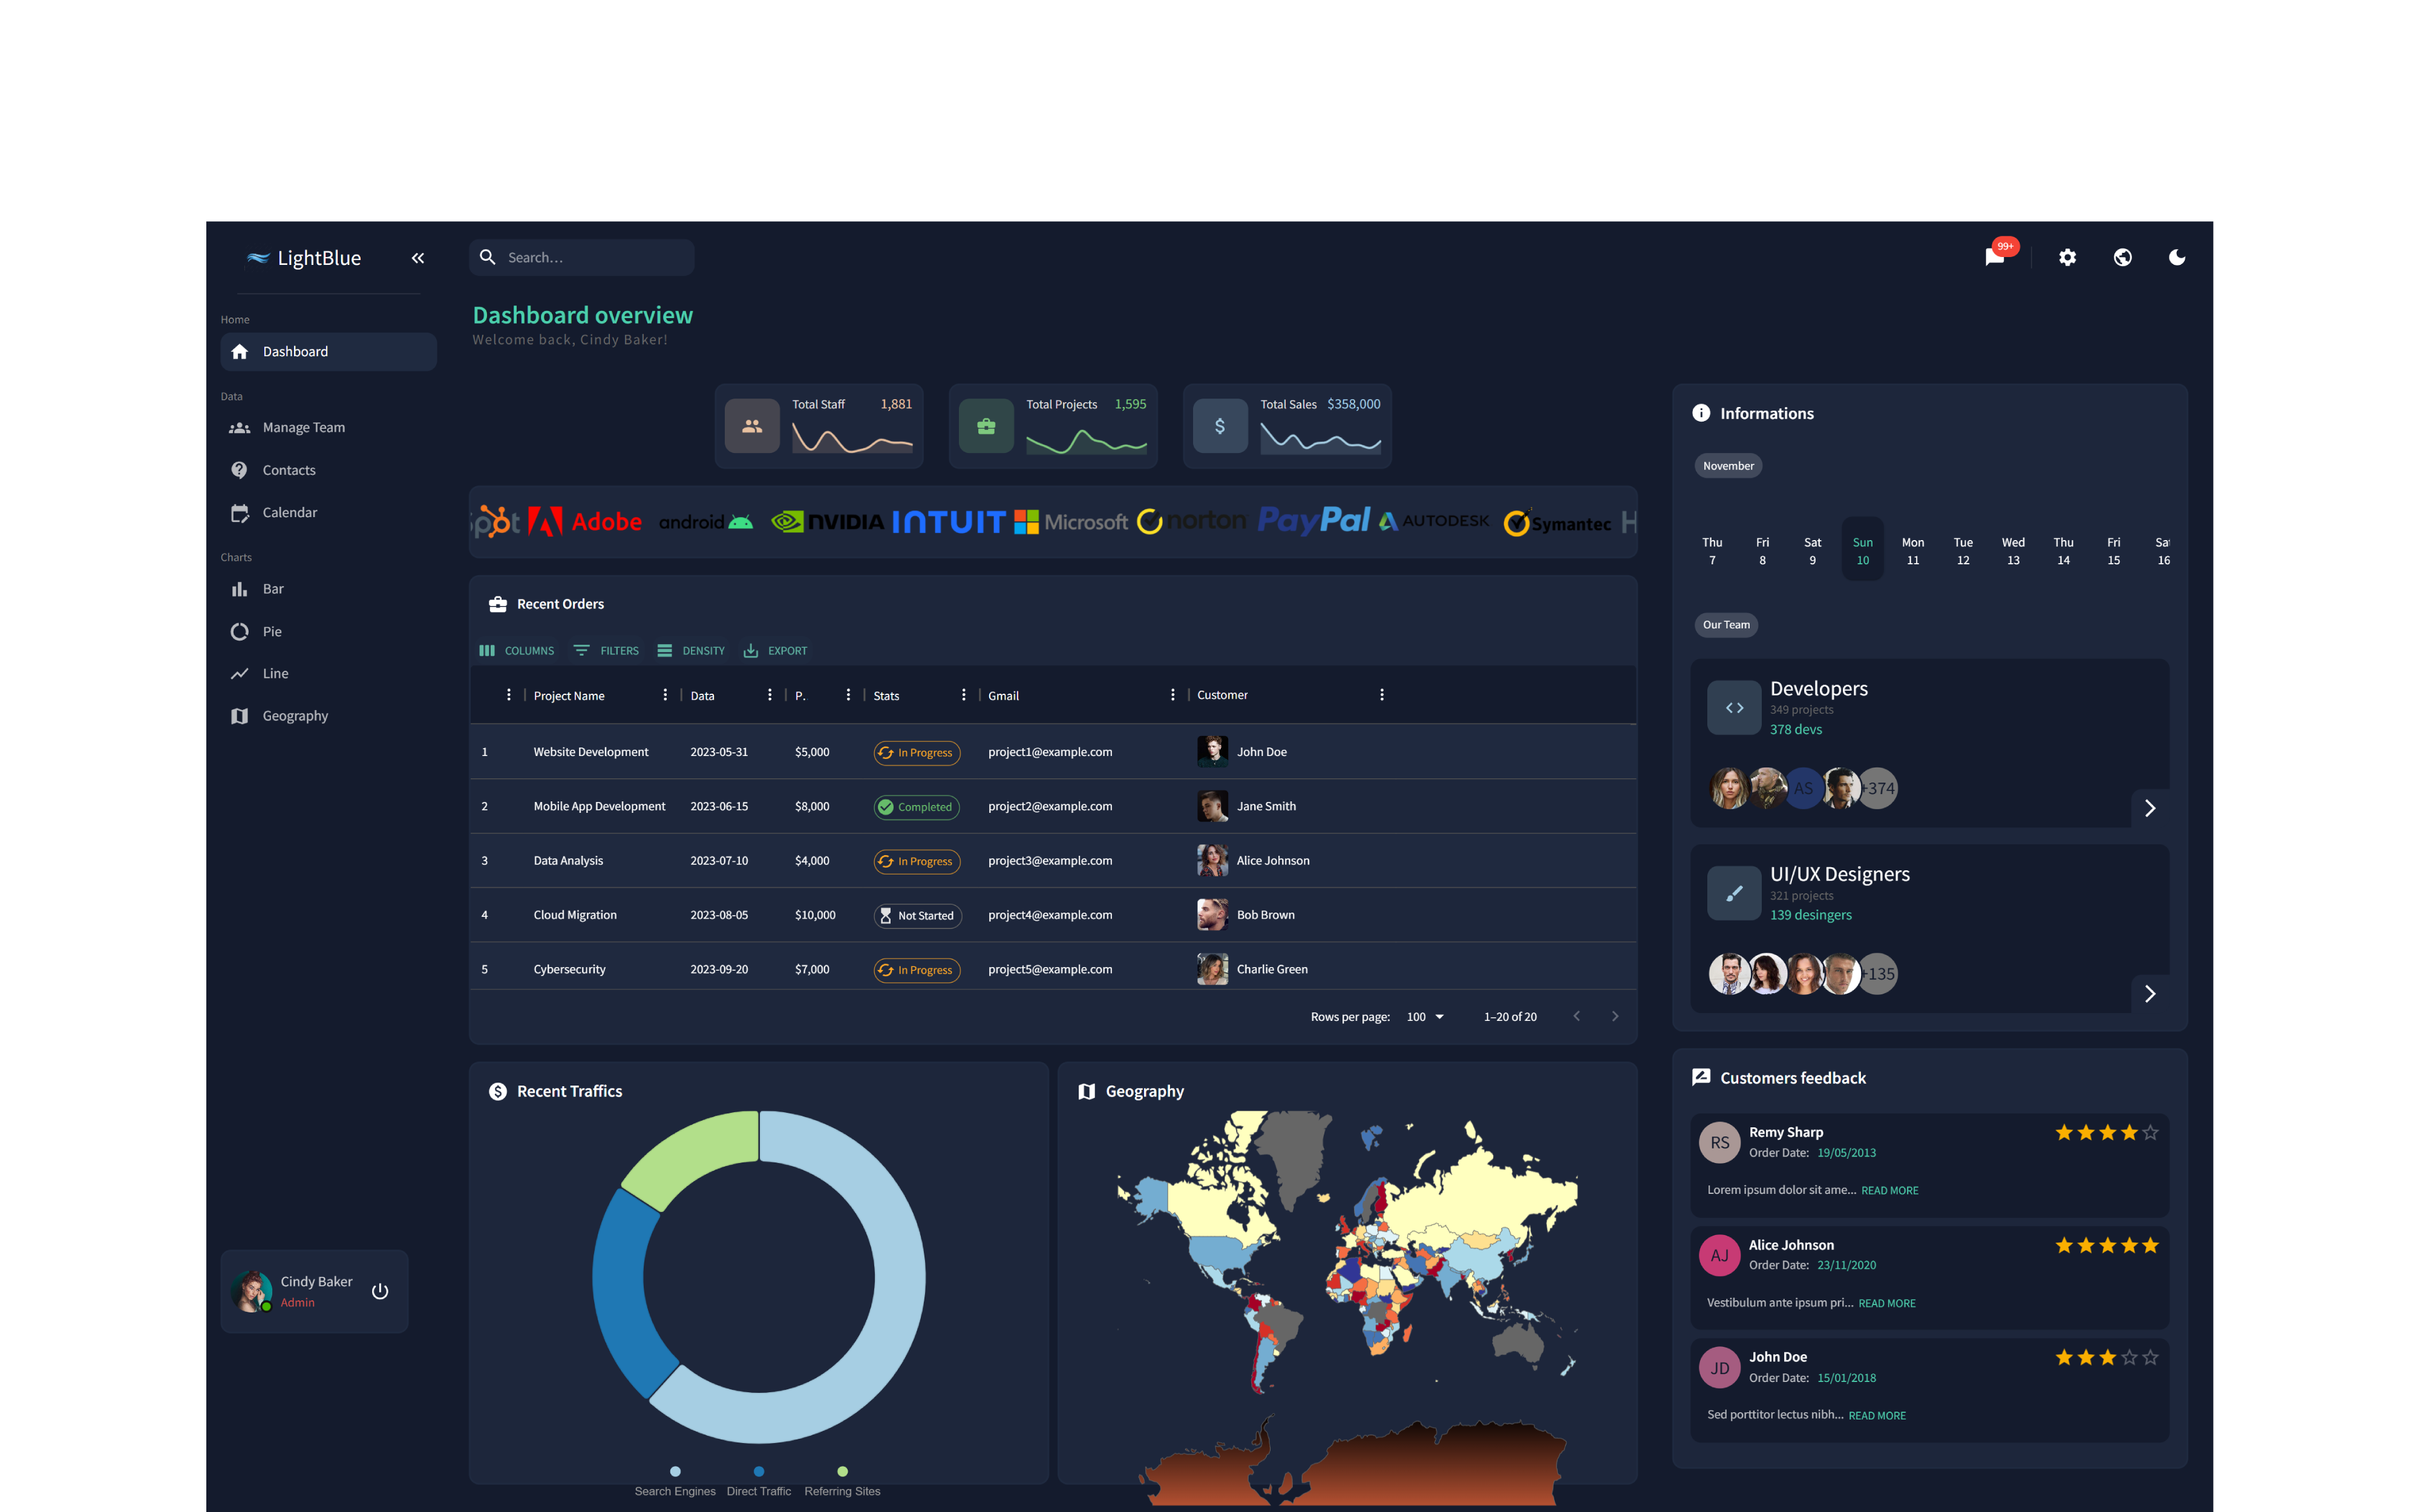 LightBlue
Search...
99+
Home
Dashboard
Data
Manage Team
Contacts
Calendar
Charts
Bar
Pie
Line
Geography
Cindy Baker
Admin
Dashboard overview
Welcome back, Cindy Baker!
Total Staff 1,881
Total Projects 1,595
Total Sales $358,000
$
pot Adobe android NVIDIA INTUIT Microsoft norton PayPal AUTODESK Symantec H
Recent Orders
COLUMNS FILTERS DENSITY EXPORT
Project Name Data P. Stats Gmail Customer
1 Website Development 2023-05-31 $5,000 In Progress project1@example.com John Doe
2 Mobile App Development 2023-06-15 $8,000 Completed project2@example.com Jane Smith
3 Data Analysis 2023-07-10 $4,000 In Progress project3@example.com Alice Johnson
4 Cloud Migration 2023-08-05 $10,000 Not Started project4@example.com Bob Brown
5 Cybersecurity 2023-09-20 $7,000 In Progress project5@example.com Charlie Green
Rows per page: 100 1–20 of 20
Recent Traffics
Search Engines Direct Traffic Referring Sites
Geography
Informations
November
Thu Fri Sat Sun Mon Tue Wed Thu Fri Sat
7 8 9 10 11 12 13 14 15 16
Our Team
Developers
349 projects
378 devs
AS +374
UI/UX Designers
321 projects
139 desingers
+135
Customers feedback
RS
Remy Sharp
Order Date: 19/05/2013
Lorem ipsum dolor sit ame... READ MORE
AJ
Alice Johnson
Order Date: 23/11/2020
Vestibulum ante ipsum pri... READ MORE
JD
John Doe
Order Date: 15/01/2018
Sed porttitor lectus nibh... READ MORE